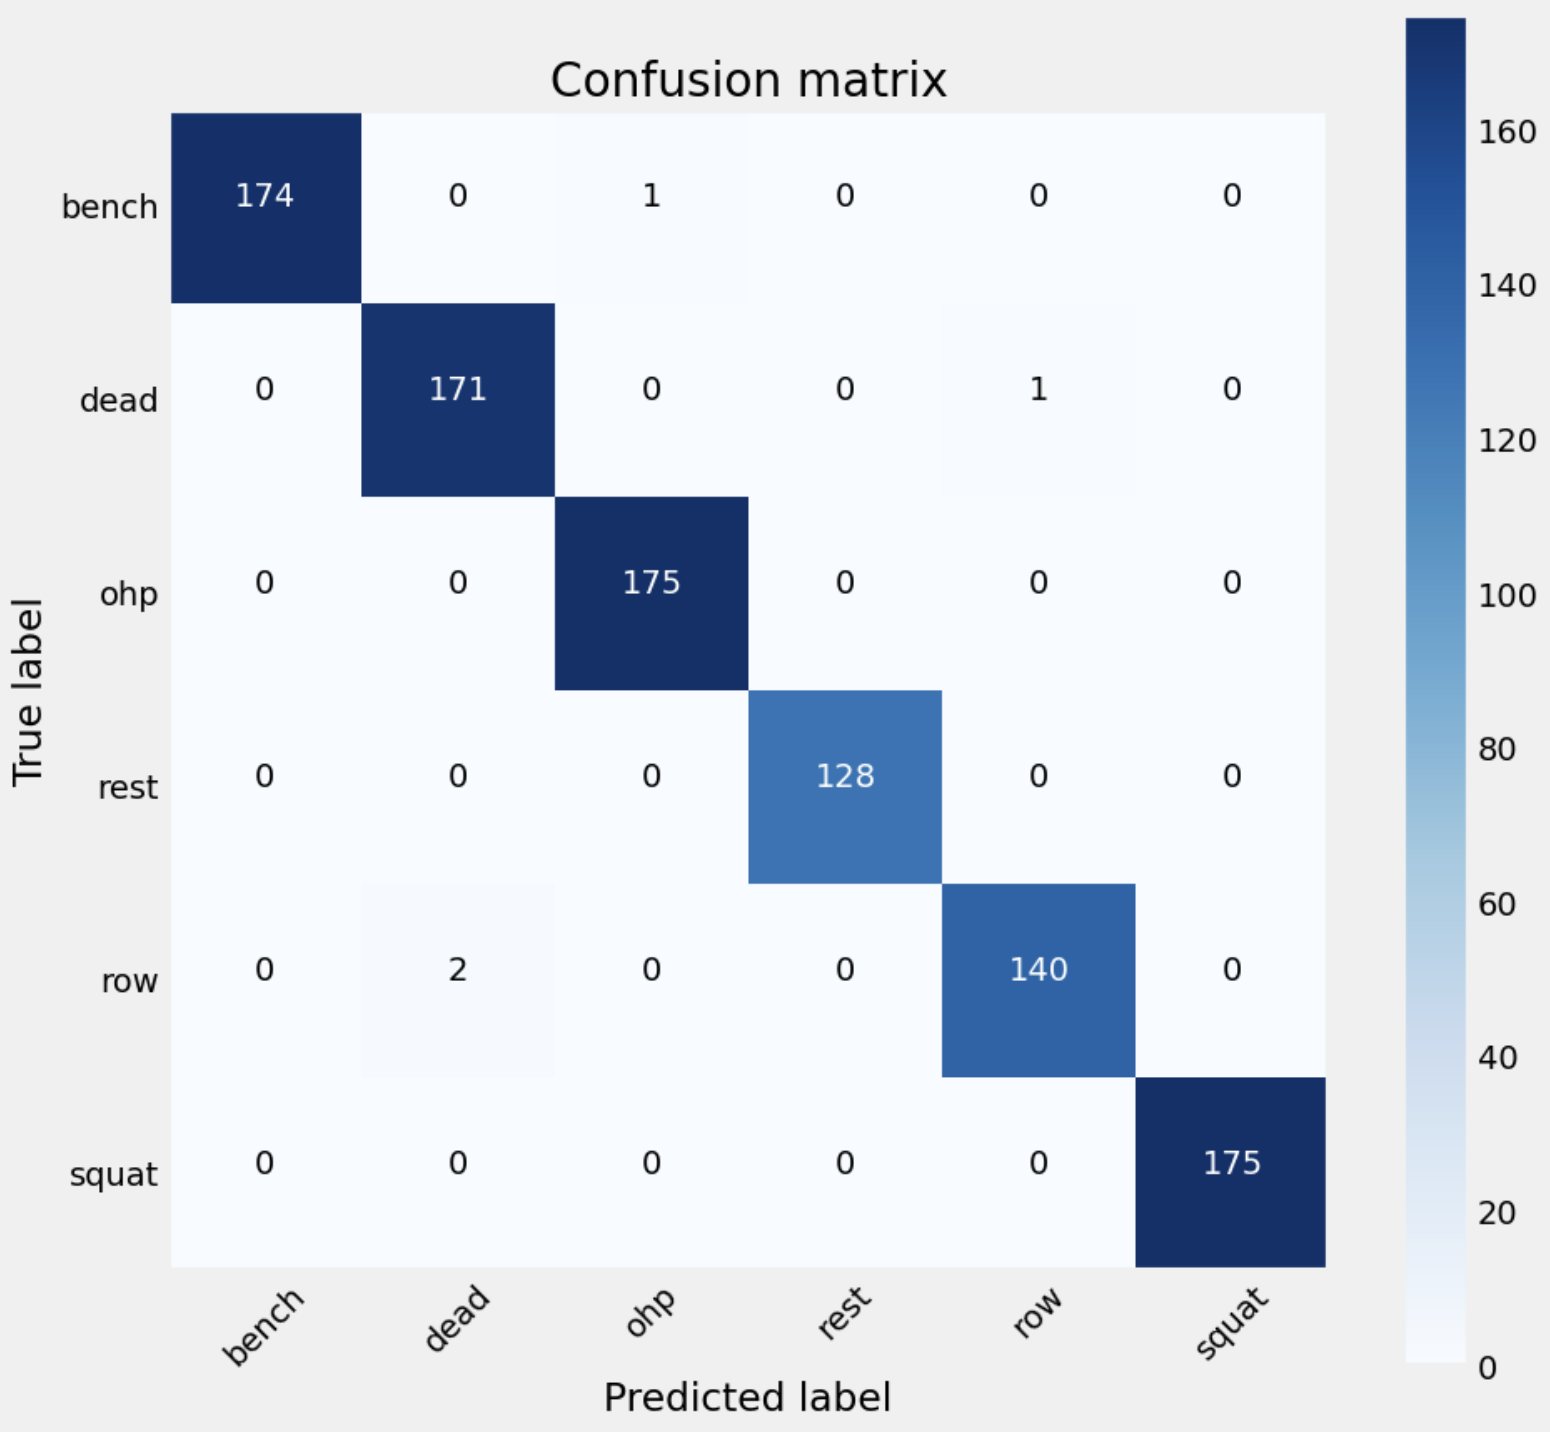 Confusion matrix
bench 174 0 1 0 0 0
dead 0 171 0 0 1 0
ohp 0 0 175 0 0 0
rest 0 0 0 128 0 0
row 0 2 0 0 140 0
squat 0 0 0 0 0 175
bench dead ohp rest row squat
True label
Predicted label
160
140
120
100
80
60
40
20
0